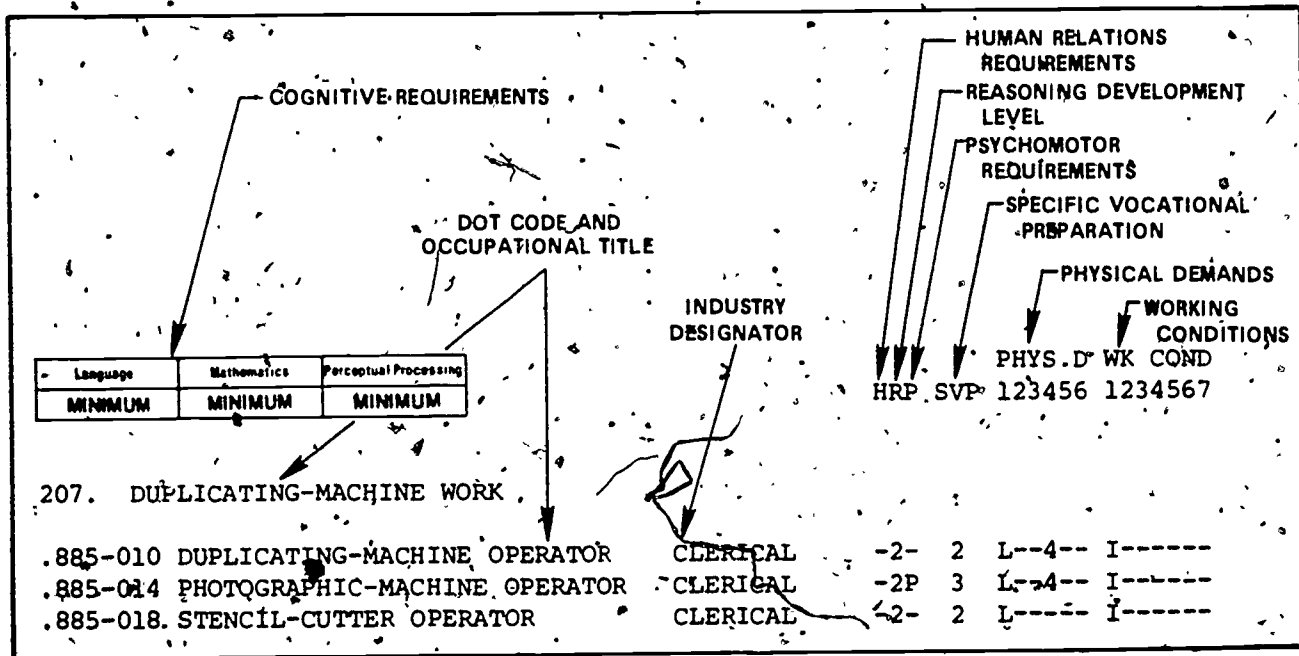 HUMAN RELATIONS
REQUIREMENTS
COGNITIVE REQUIREMENTS
REASONING DEVELOPMENT
LEVEL
PSYCHOMOTOR
REQUIREMENTS
SPECIFIC VOCATIONAL
PREPARATION
DOT CODE AND
OCCUPATIONAL TITLE
PHYSICAL DEMANDS
INDUSTRY
DESIGNATOR
WORKING
CONDITIONS
Language Mathematics Perceptual Processing
MINIMUM MINIMUM MINIMUM
PHYS.D WK COND
HRP SVP 123456 1234567
207. DUPLICATING-MACHINE WORK
.885-010 DUPLICATING-MACHINE OPERATOR CLERICAL -2- 2 L--4-- I------
.885-014 PHOTOGRAPHIC-MACHINE OPERATOR CLERICAL -2P 3 L--4-- I------
.885-018 STENCIL-CUTTER OPERATOR CLERICAL -2- 2 L----- I------